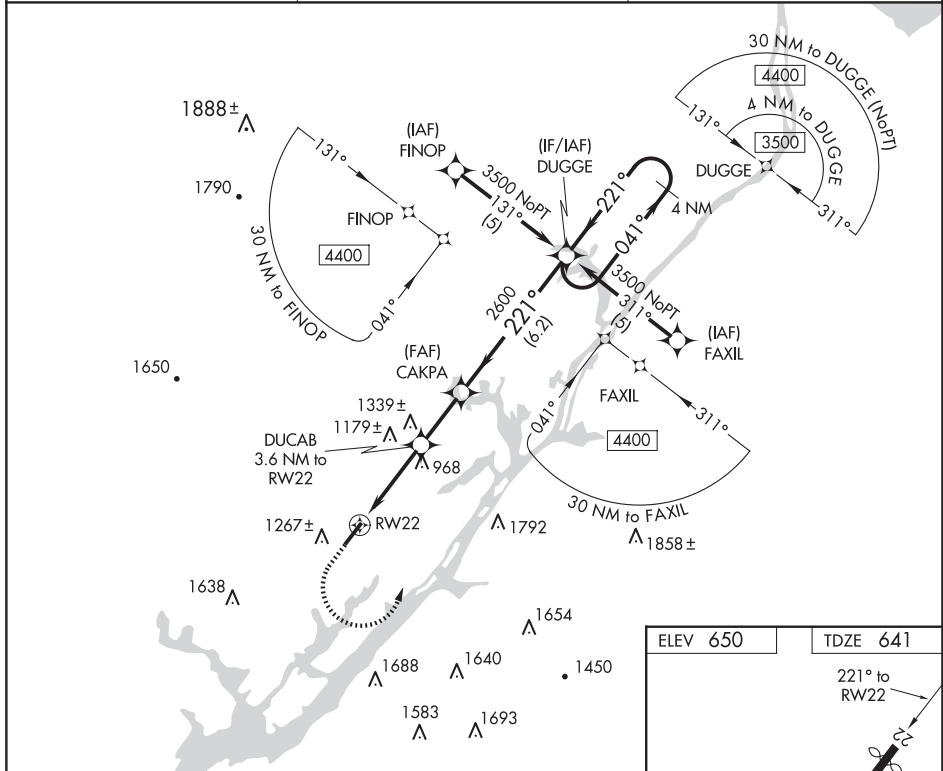 30 NM to DUGGE (NoPT)
4400
4 NM to DUGGE
3500
131°
DUGGE
311°
1888 ±
1790
131°
FINOP
30 NM to FINOP
4400
041°
(IAF)
FINOP
3500 NoPT
131°
(5)
(IF/IAF)
DUGGE
221°
041°
4 NM
3500 NoPT
311°
(5)
(IAF)
FAXIL
2600
221°
(6.2)
1650
(FAF)
CAKPA
FAXIL
041°
311°
4400
30 NM to FAXIL
1339 ±
1179 ±
DUCAB
3.6 NM to
RW22
968
1267 ±
RW22
1792
1858 ±
1638
1654
1688
1640
1450
1583
1693
ELEV 650
TDZE 641
221° to
RW22
22